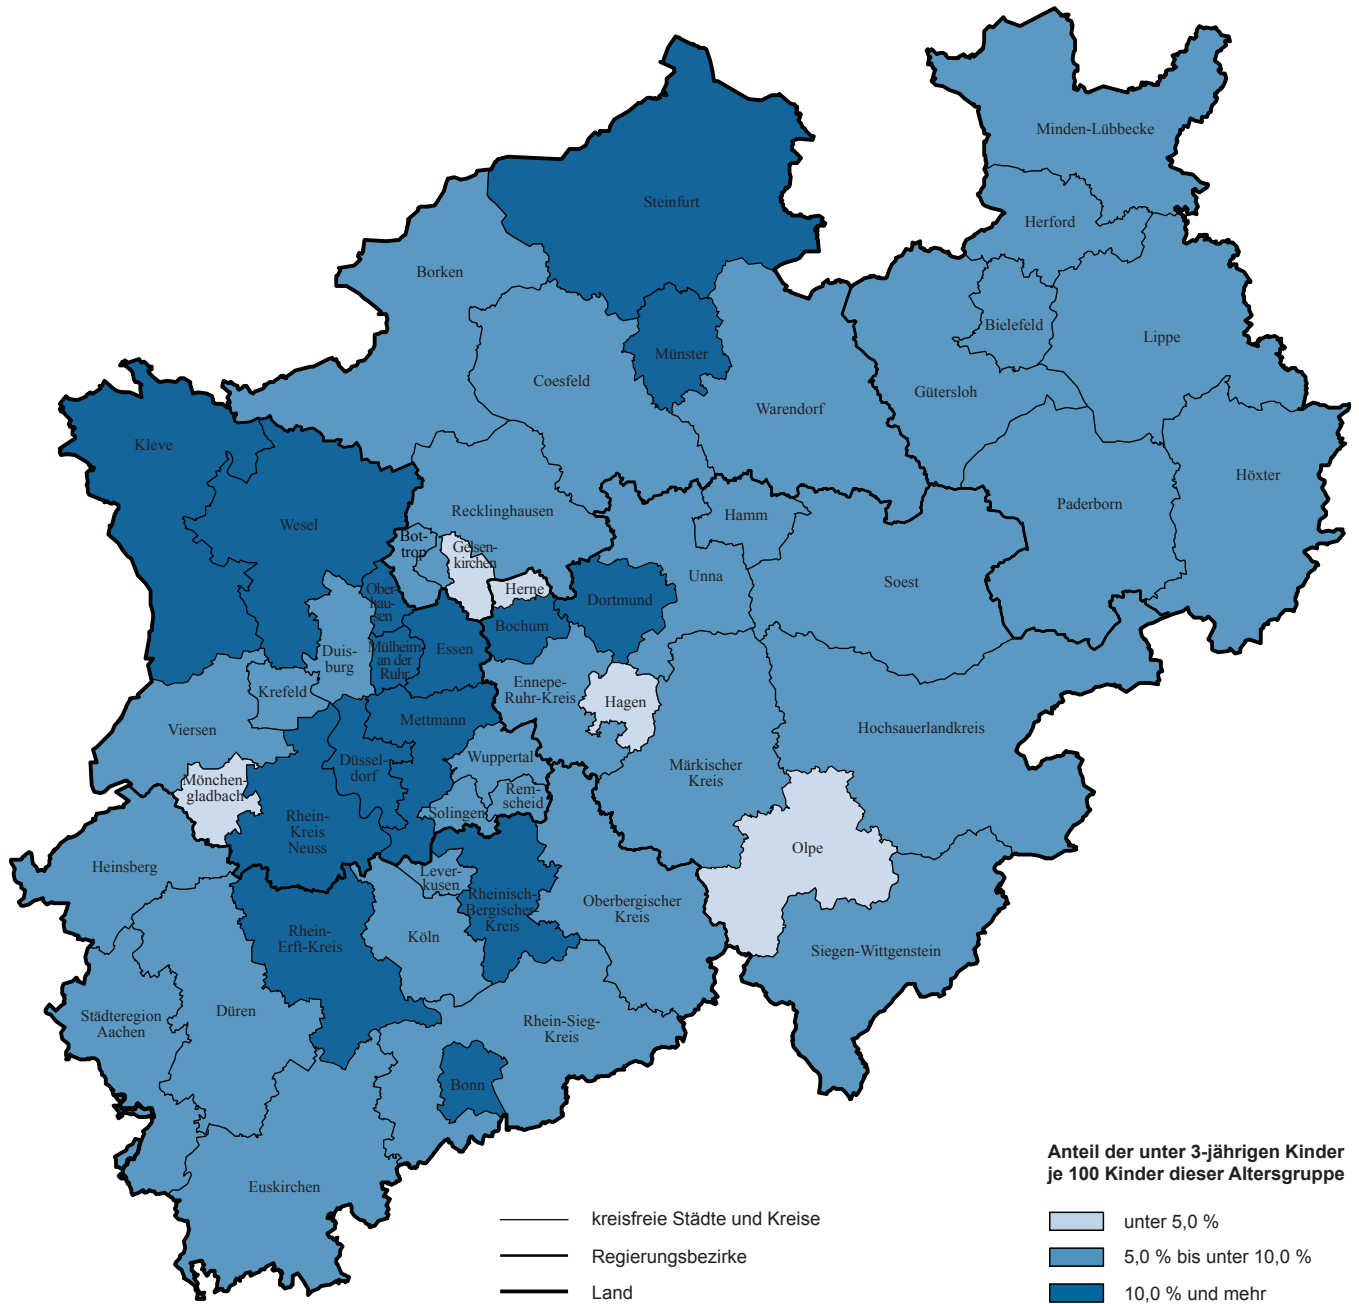 Minden-Lübbecke
Steinfurt
Herford
Borken
Bielefeld
Lippe
Münster
Coesfeld
Gütersloh
Warendorf
Kleve
Höxter
Paderborn
Recklinghausen
Hamm
Wesel
Bot-
trop
Gelsen-
kirchen
Unna
Soest
Herne
Ober-
hau-
sen
Dortmund
Bochum
Duis-
burg
Mülheim
an der
Ruhr
Essen
Krefeld
Ennepe-
Ruhr-Kreis
Hagen
Viersen
Mettmann
Hochsauerlandkreis
Wuppertal
Düssel-
dorf
Märkischer
Kreis
Mönchen-
gladbach
Rem-
scheid
Solingen
Rhein-
Kreis
Neuss
Olpe
Heinsberg
Lever-
kusen
Rheinisch-
Bergischer
Kreis
Oberbergischer
Kreis
Rhein-
Erft-Kreis
Köln
Siegen-Wittgenstein
Städteregion
Aachen
Düren
Rhein-Sieg-
Kreis
Bonn
Euskirchen
kreisfreie Städte und Kreise
Regierungsbezirke
Land
Anteil der unter 3-jährigen Kinder
je 100 Kinder dieser Altersgruppe
unter 5,0 %
5,0 % bis unter 10,0 %
10,0 % und mehr